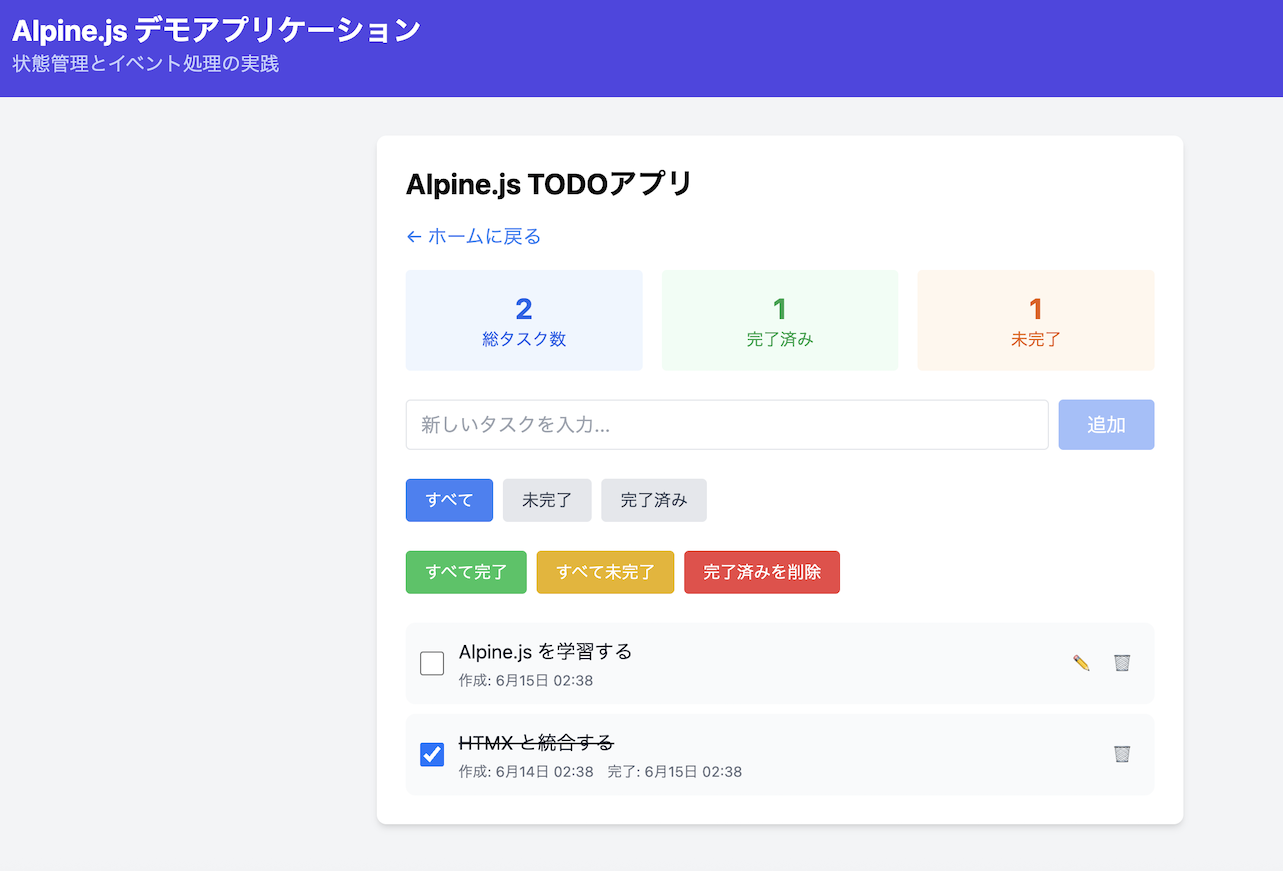 Alpine.js デモアプリケーション
状態管理とイベント処理の実践
Alpine.js TODOアプリ
← ホームに戻る
2
総タスク数
1
完了済み
1
未完了
新しいタスクを入力...
追加
すべて 未完了 完了済み
すべて完了 すべて未完了 完了済みを削除
Alpine.js を学習する
作成: 6月15日 02:38
HTMX と統合する
作成: 6月14日 02:38 完了: 6月15日 02:38